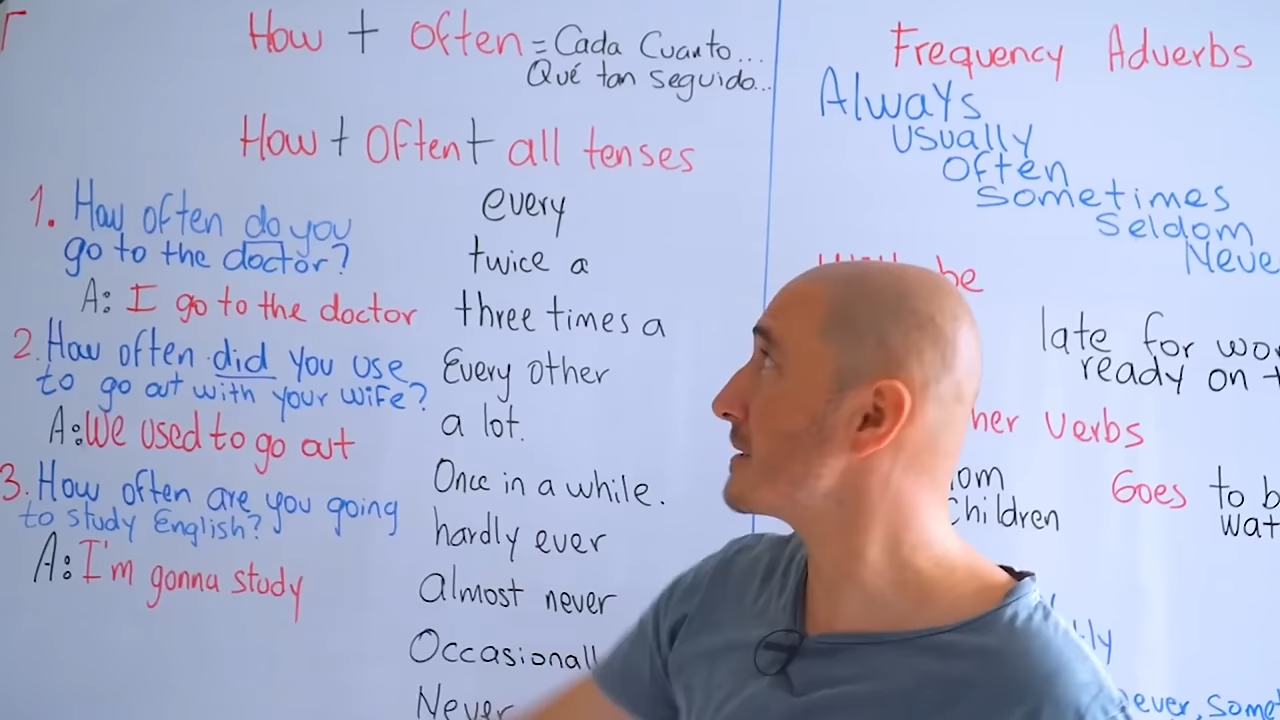 How + Often = Cada Cuanto...
Qué tan seguido...
How + Often + all tenses
1. How often do you
go to the doctor?
A: I go to the doctor
2. How often did you use
to go out with your wife?
A: We used to go out
3. How often are you going
to study English?
A: I'm gonna study
every
twice a
three times a
Every other
a lot.
Once in a while.
hardly ever
almost never
Occasionall
Never
Frequency Adverbs
Always
usually
Often
Sometimes
Seldom
Neve
be
late for wor
ready on t
her verbs
om
children
Goes to b
wat
ly
ever, some